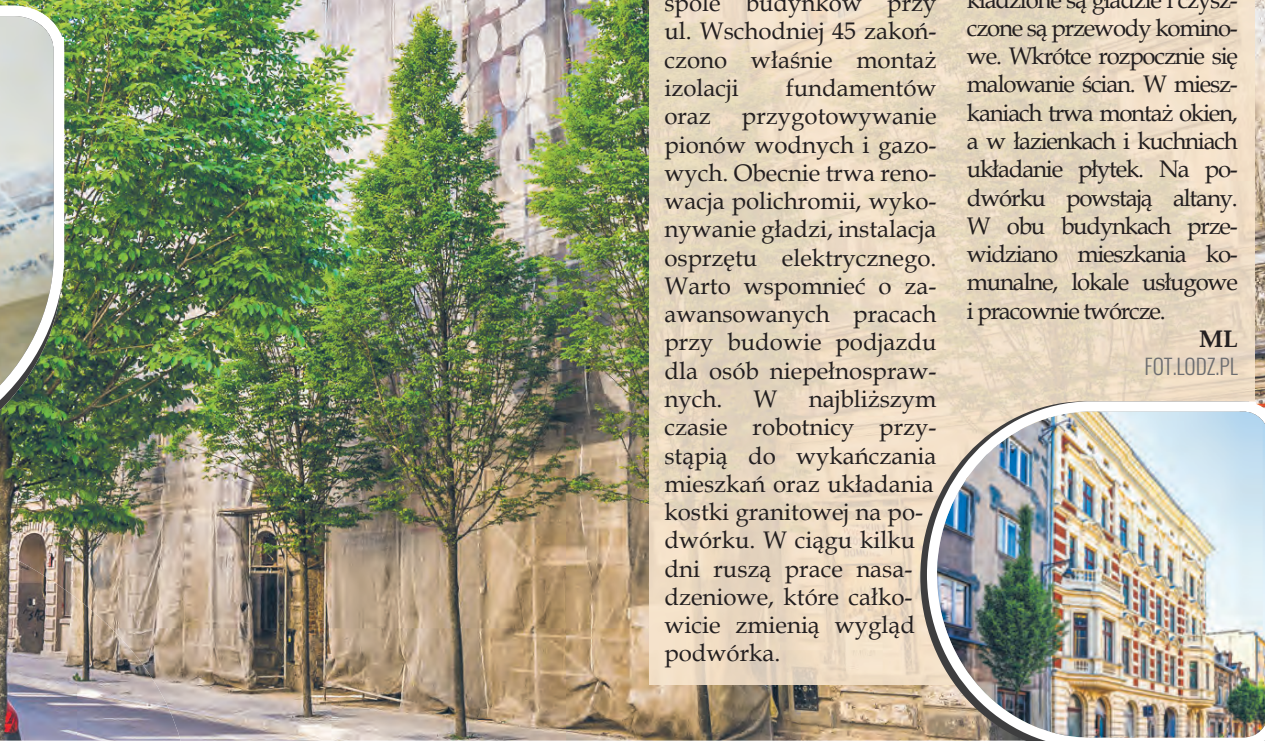 spole budynków przy
ul. Wschodniej 45 zakoń-
czono właśnie montaż
izolacji fundamentów
oraz przygotowywanie
pionów wodnych i gazo-
wych. Obecnie trwa reno-
wacja polichromii, wyko-
nywanie gładzi, instalacja
osprzętu elektrycznego.
Warto wspomnieć o za-
awansowanych pracach
przy budowie podjazdu
dla osób niepełnospraw-
nych. W najbliższym
czasie robotnicy przy-
stąpią do wykańczania
mieszkań oraz układania
kostki granitowej na po-
dwórku. W ciągu kilku
dni ruszą prace nasa-
dzeniowe, które całko-
wicie zmienią wygląd
podwórka.
kładzione są gładzie i czysz-
czone są przewody komino-
we. Wkrótce rozpocznie się
malowanie ścian. W miesz-
kaniach trwa montaż okien,
a w łazienkach i kuchniach
układanie płytek. Na po-
dwórku powstają altany.
W obu budynkach prze-
widziano mieszkania ko-
munalne, lokale usługowe
i pracownie twórcze.
ML
FOT.LODZ.PL